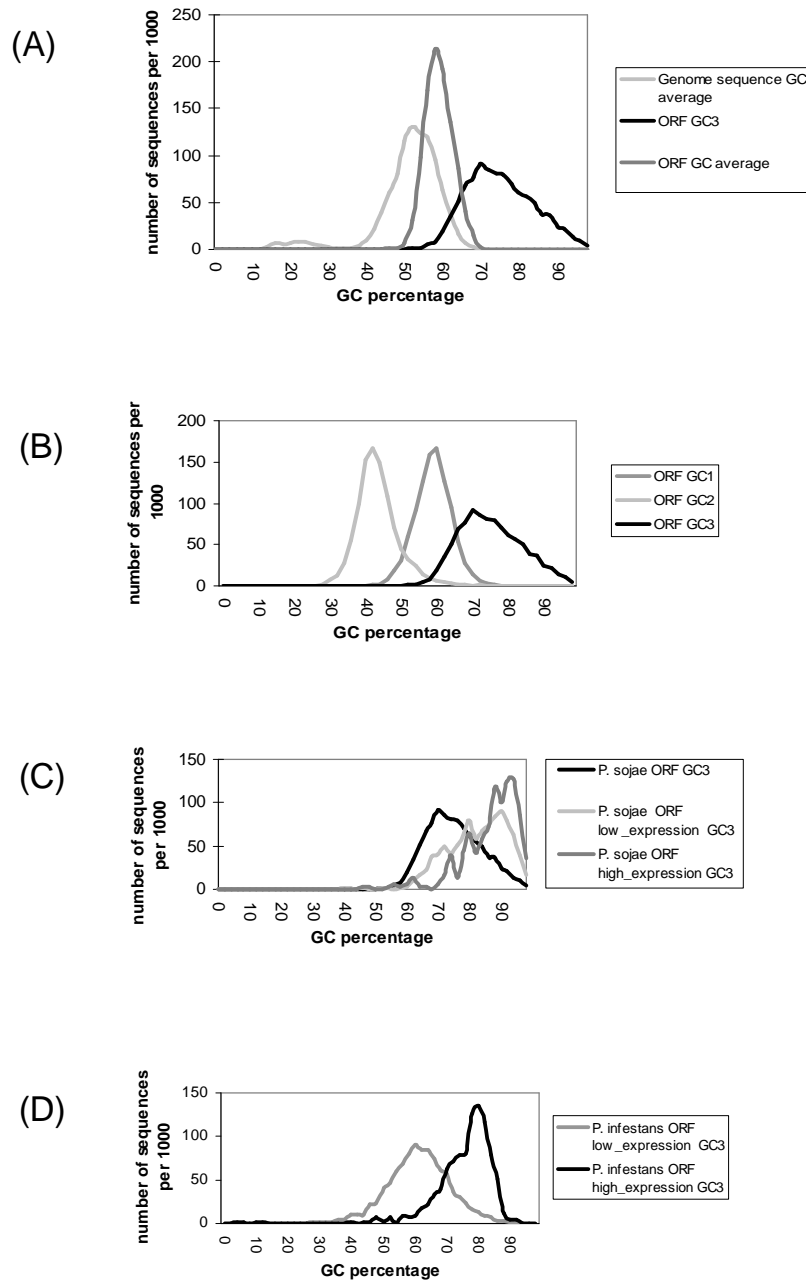 (A)
number of sequences per 1000
250
200
150
100
50
0
0 10 20 30 40 50 60 70 80 90
GC percentage
Genome sequence GC
average
ORF GC3
ORF GC average
(B)
number of sequences per
1000
200
150
100
50
0
0 10 20 30 40 50 60 70 80 90
GC percentage
ORF GC1
ORF GC2
ORF GC3
(C)
number of sequences
per 1000
150
100
50
0
0 10 20 30 40 50 60 70 80 90
GC percentage
P. sojae ORF GC3
P. sojae ORF
low_expression GC3
P. sojae ORF
high_expression GC3
(D)
number of sequences
per 1000
150
100
50
0
0 10 20 30 40 50 60 70 80 90
GC percentage
P. infestans ORF
low_expression GC3
P. infestans ORF
high_expression GC3